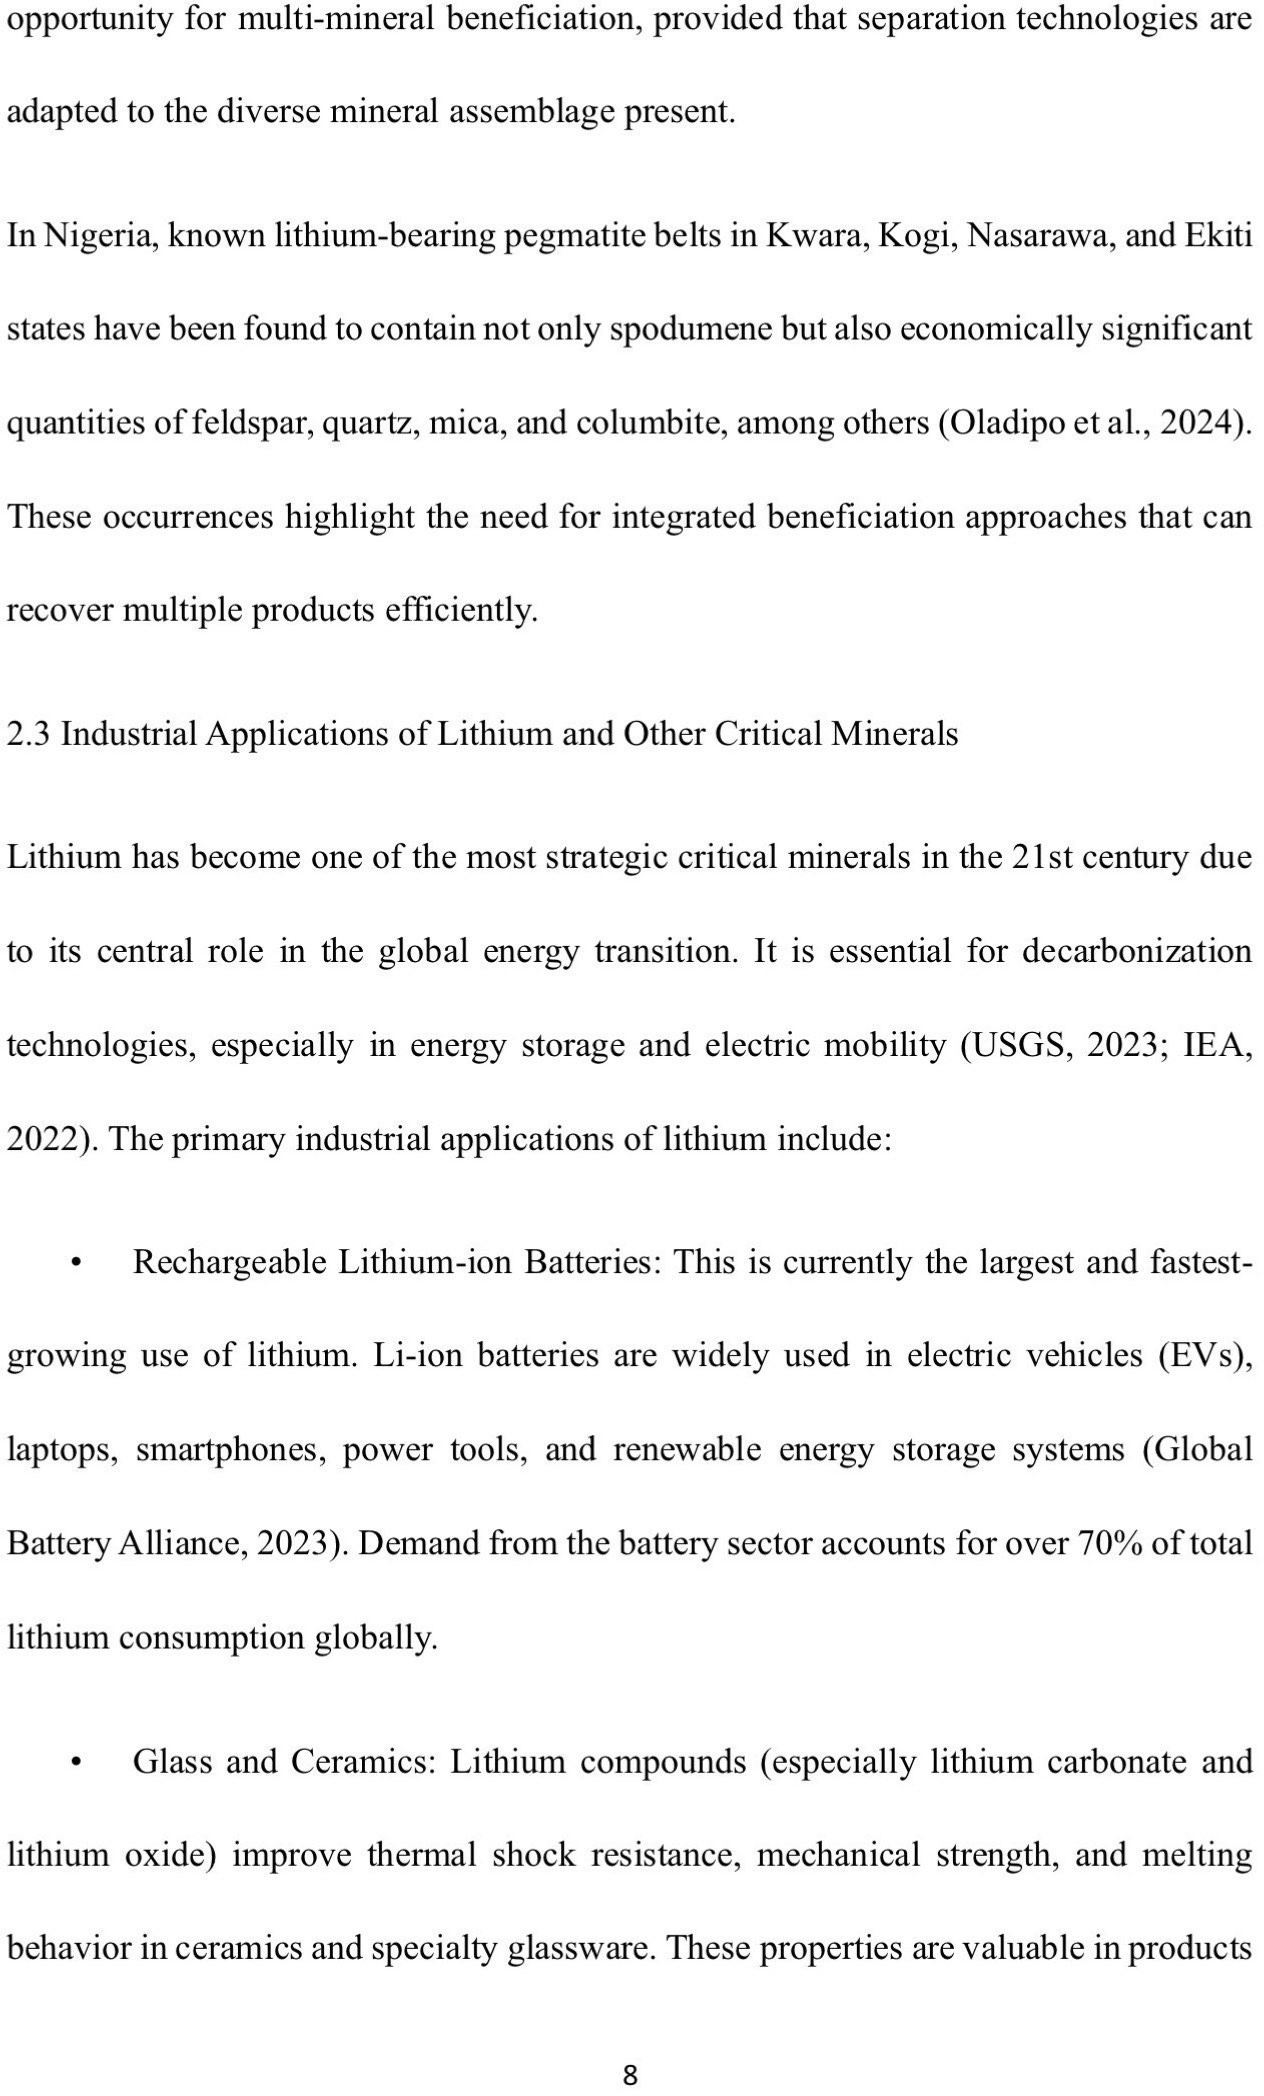 opportunity for multi-mineral beneficiation, provided that separation technologies are
adapted to the diverse mineral assemblage present.
In Nigeria, known lithium-bearing pegmatite belts in Kwara, Kogi, Nasarawa, and Ekiti
states have been found to contain not only spodumene but also economically significant
quantities of feldspar, quartz, mica, and columbite, among others (Oladipo et al., 2024).
These occurrences highlight the need for integrated beneficiation approaches that can
recover multiple products efficiently.
2.3 Industrial Applications of Lithium and Other Critical Minerals
Lithium has become one of the most strategic critical minerals in the 21st century due
to its central role in the global energy transition. It is essential for decarbonization
technologies, especially in energy storage and electric mobility (USGS, 2023; IEA,
2022). The primary industrial applications of lithium include:
• Rechargeable Lithium-ion Batteries: This is currently the largest and fastest-
growing use of lithium. Li-ion batteries are widely used in electric vehicles (EVs),
laptops, smartphones, power tools, and renewable energy storage systems (Global
Battery Alliance, 2023). Demand from the battery sector accounts for over 70% of total
lithium consumption globally.
• Glass and Ceramics: Lithium compounds (especially lithium carbonate and
lithium oxide) improve thermal shock resistance, mechanical strength, and melting
behavior in ceramics and specialty glassware. These properties are valuable in products
8